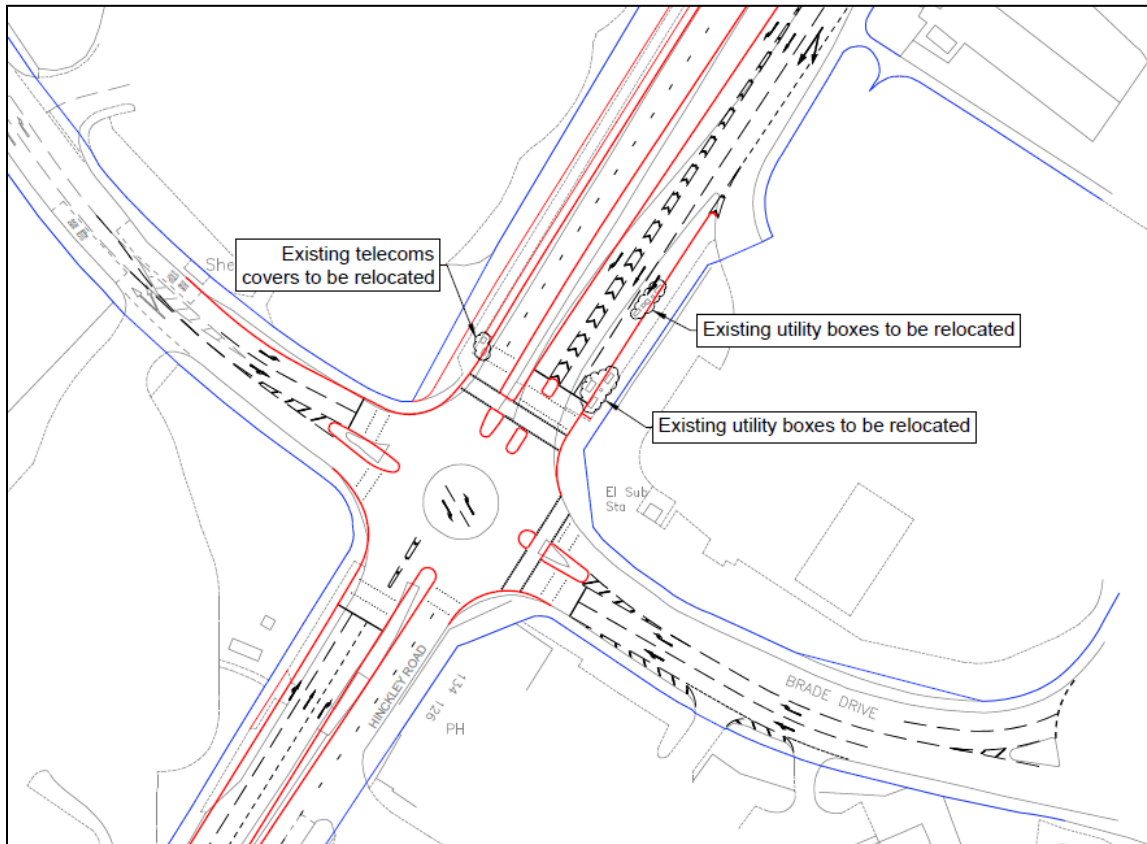 Existing telecoms
covers to be relocated
She
Existing utility boxes to be relocated
Existing utility boxes to be relocated
El Sub
Sta
BRADE DRIVE
HINCKLEY ROAD
134
126
PH